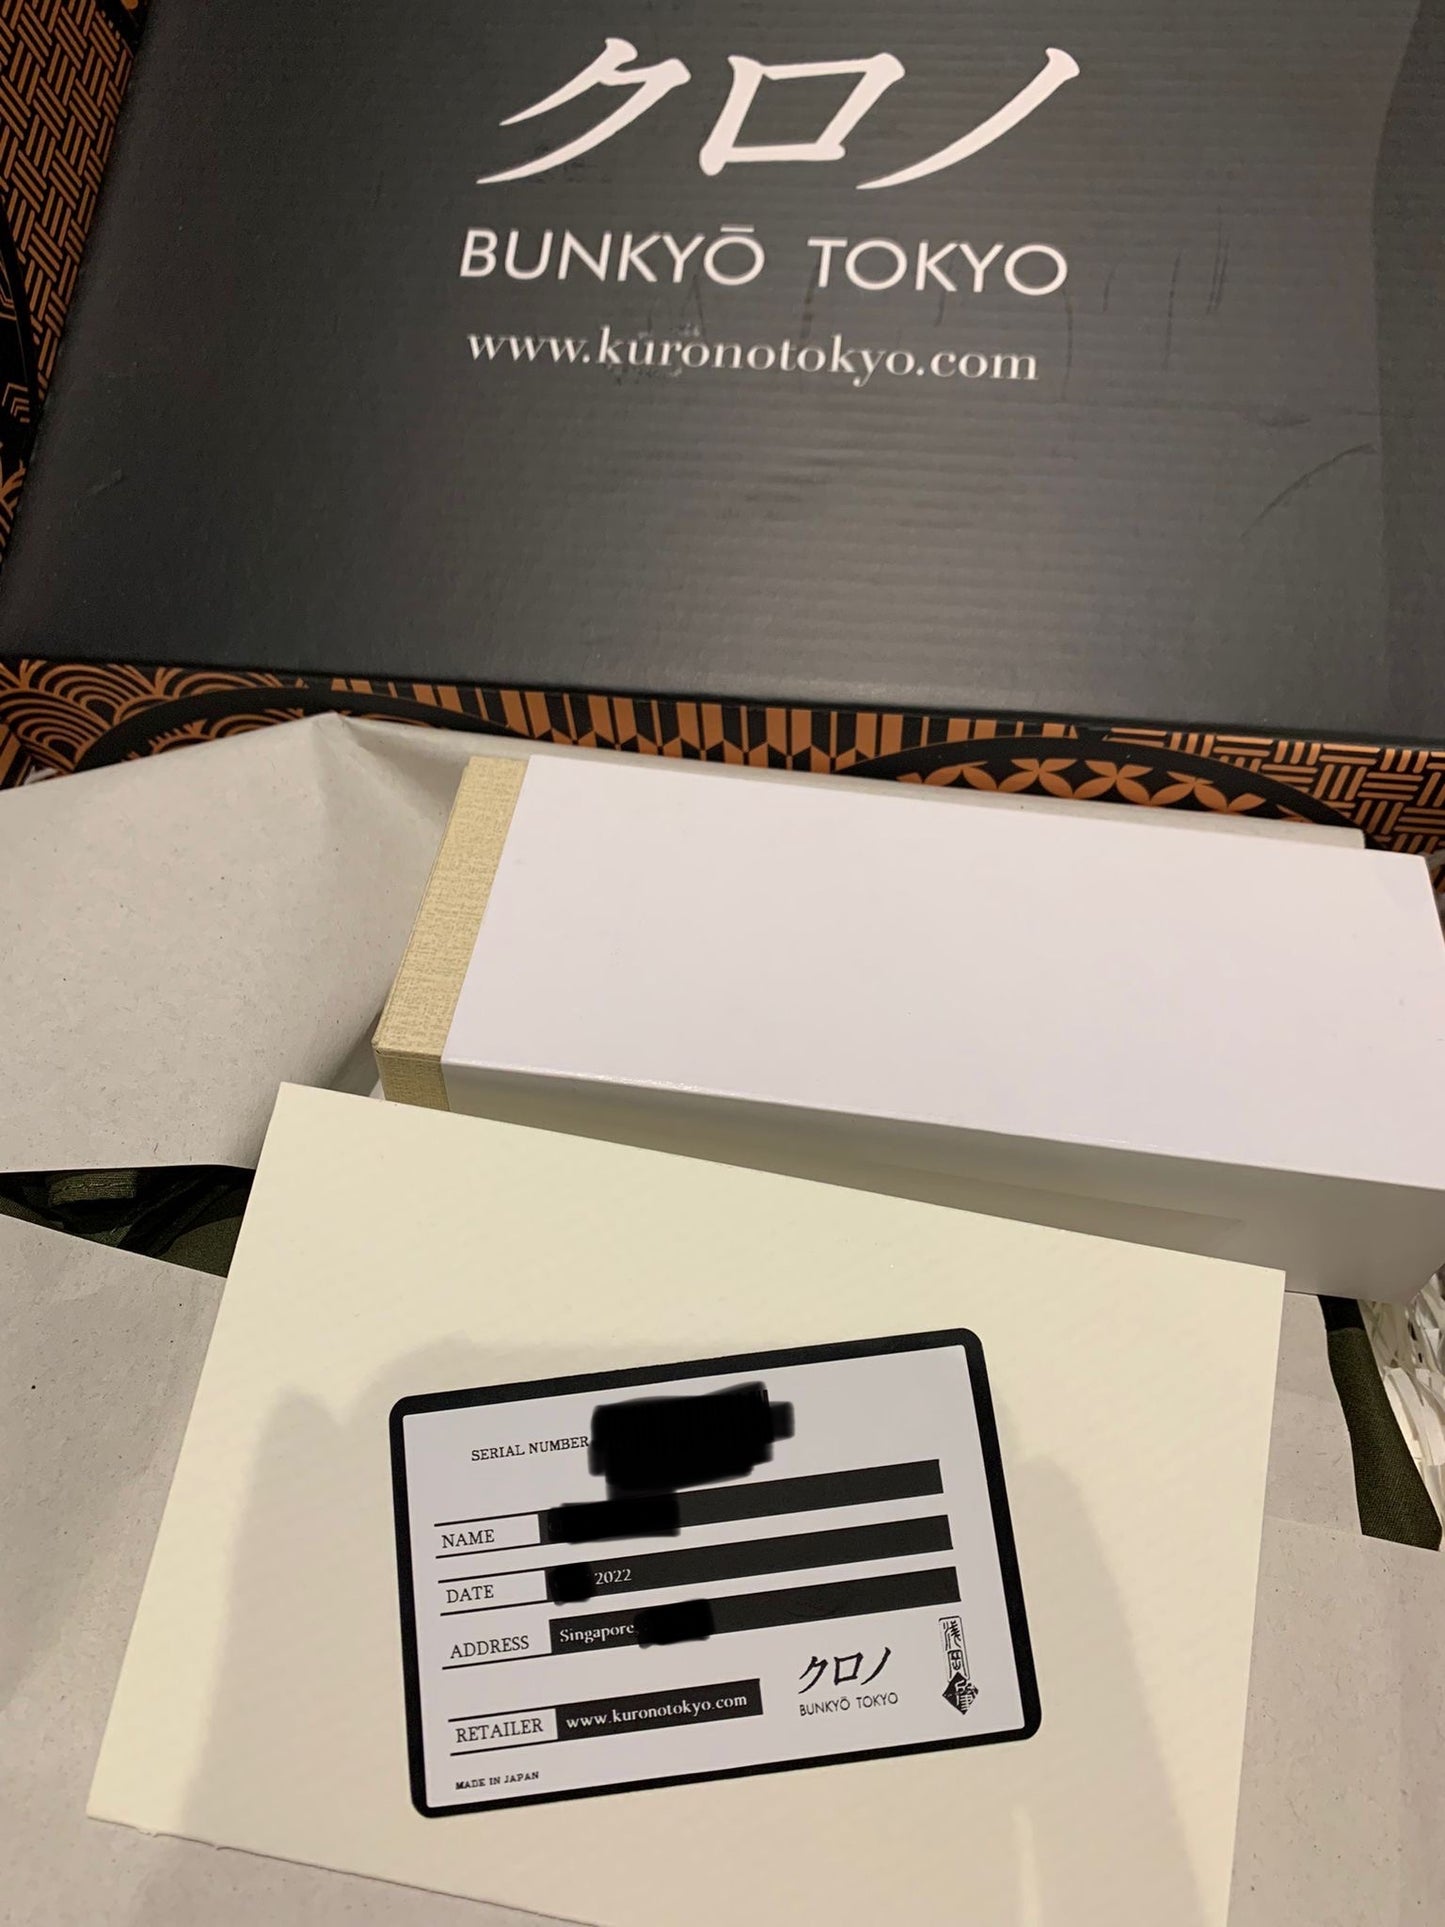 クロノ
BUNKYŌ TOKYO
www.kuronotokyo.com
SERIAL NUMBER
NAME
DATE 2022
ADDRESS Singapore
RETAILER www.kuronotokyo.com
クロノ
BUNKYŌ TOKYO
MADE IN JAPAN